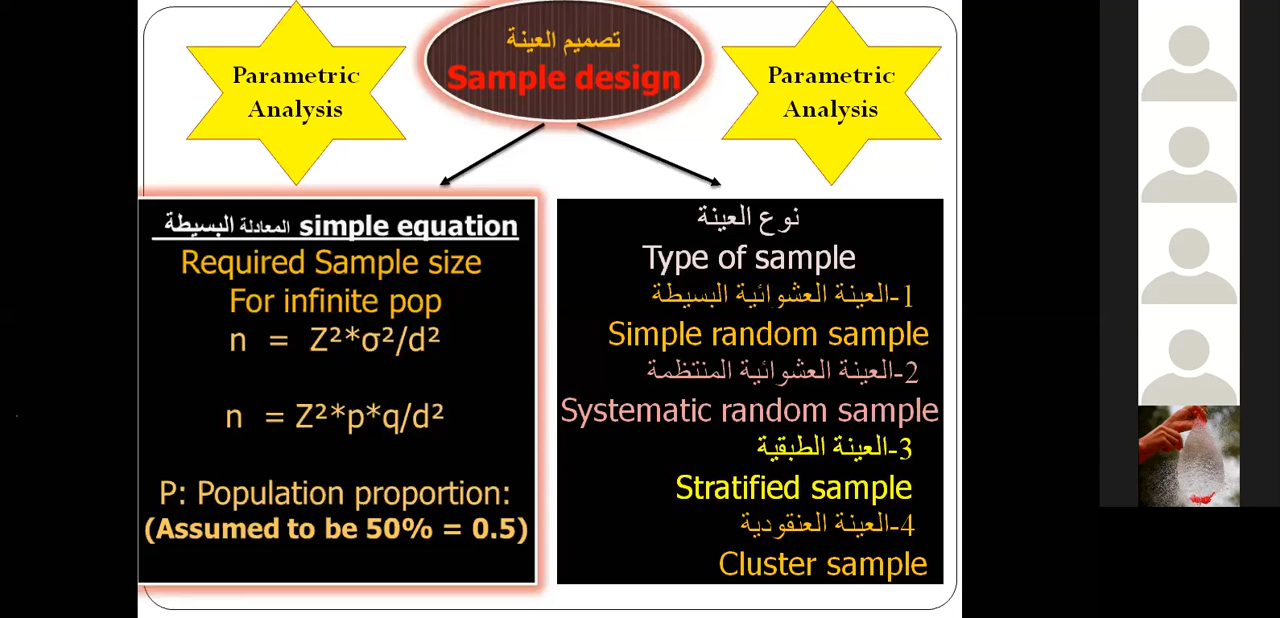 Parametric
Analysis
تصميم العينة
Sample design
Parametric
Analysis
المعادلة البسيطة simple equation
Required Sample size
For infinite pop
n = Z²*σ²/d²
n = Z²*p*q/d²
P: Population proportion:
(Assumed to be 50% = 0.5)
نوع العينة
Type of sample
1-العينة العشوائية البسيطة
Simple random sample
2-العينة العشوائية المنتظمة
Systematic random sample
3-العينة الطبقية
Stratified sample
4-العينة العنقودية
Cluster sample